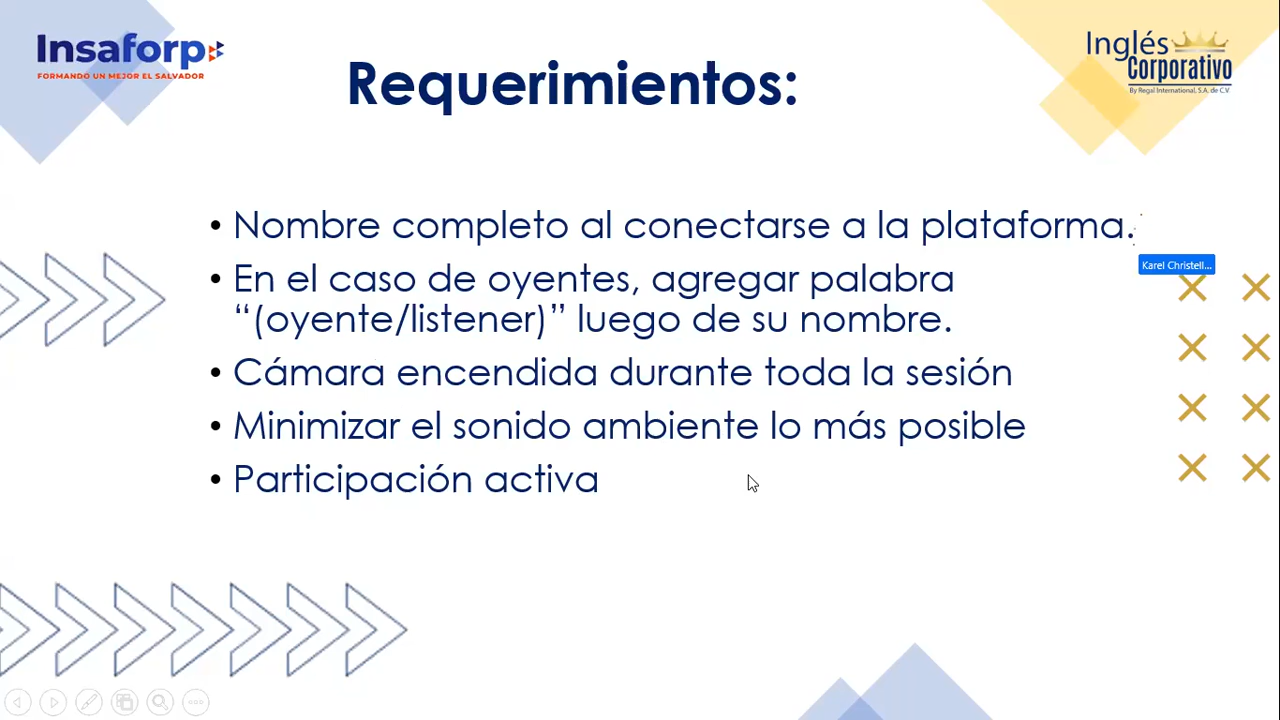 Insaforp
FORMANDO UN MEJOR EL SALVADOR
Inglés
Corporativo
By Regal International, S.A. de C.V
Requerimientos:
• Nombre completo al conectarse a la plataforma.
Karel Christell...
• En el caso de oyentes, agregar palabra
“(oyente/listener)” luego de su nombre.
• Cámara encendida durante toda la sesión
• Minimizar el sonido ambiente lo más posible
• Participación activa